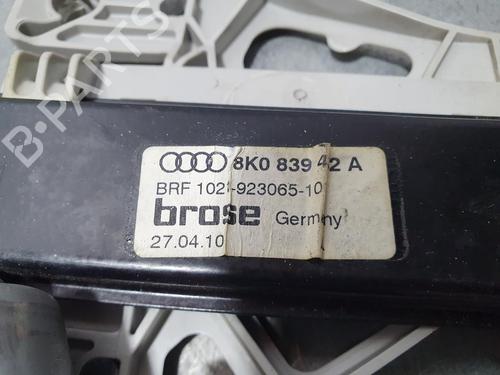 8K0 839 4 2 A
BRF 102 -923065-10
brose Germany
27.04.10
B-PARTS